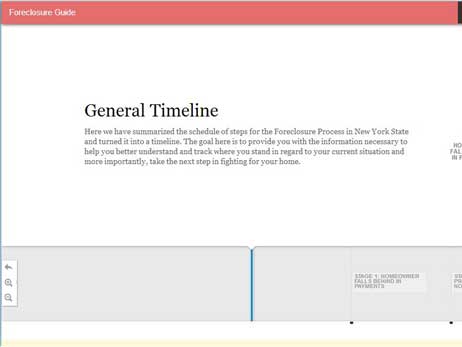 Foreclosure Guide
General Timeline
Here we have summarized the schedule of steps for the Foreclosure Process in New York State
and turned it into a timeline. The goal here is to provide you with the information necessary to
help you better understand and track where you stand in regard to your current situation and
more importantly, take the next step in fighting for your home.
HO
FAL
IN F
STAGE 1: HOMEOWNER
FALLS BEHIND IN
PAYMENTS
ST
PR
NO